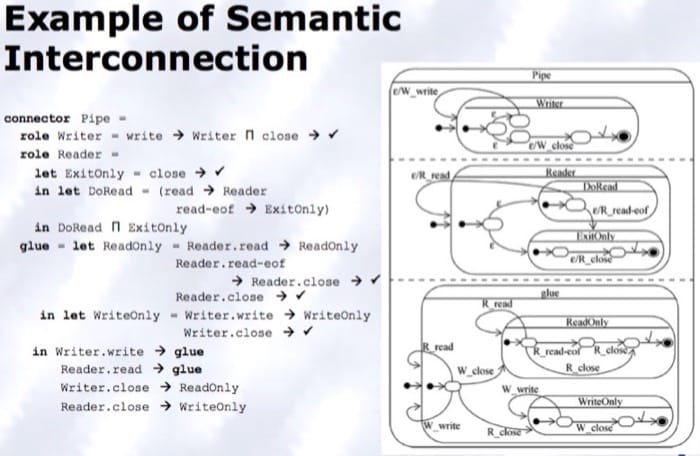 Example of Semantic
Interconnection
connector Pipe =
role Writer = write → Writer ⊓ close → ✓
role Reader =
let ExitOnly = close → ✓
in let DoRead = (read → Reader
read-eof → ExitOnly)
in DoRead ⊓ ExitOnly
glue = let ReadOnly = Reader.read → ReadOnly
Reader.read-eof
→ Reader.close → ✓
Reader.close → ✓
in let WriteOnly = Writer.write → WriteOnly
Writer.close → ✓
in Writer.write → glue
Reader.read → glue
Writer.close → ReadOnly
Reader.close → WriteOnly
Pipe
ε/W_write
Writer
ε
ε
ε/W_close
ε/R_read
Reader
DoRead
ε
ε/R_read-eof
ExitOnly
ε
ε/R_close
glue
R_read
ReadOnly
R_read
R_read-eof R_close
W_close
R_close
W_write
WriteOnly
W_write
R_close
W_close